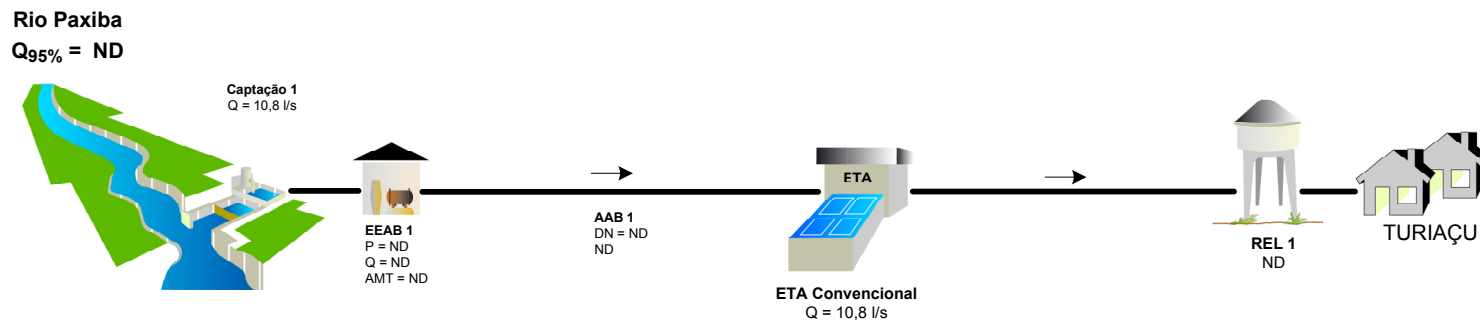 Rio Paxiba
Q95% = ND
Captação 1
Q = 10,8 l/s
EEAB 1
P = ND
Q = ND
AMT = ND
AAB 1
DN = ND
ND
ETA
ETA Convencional
Q = 10,8 l/s
REL 1
ND
TURIAÇU